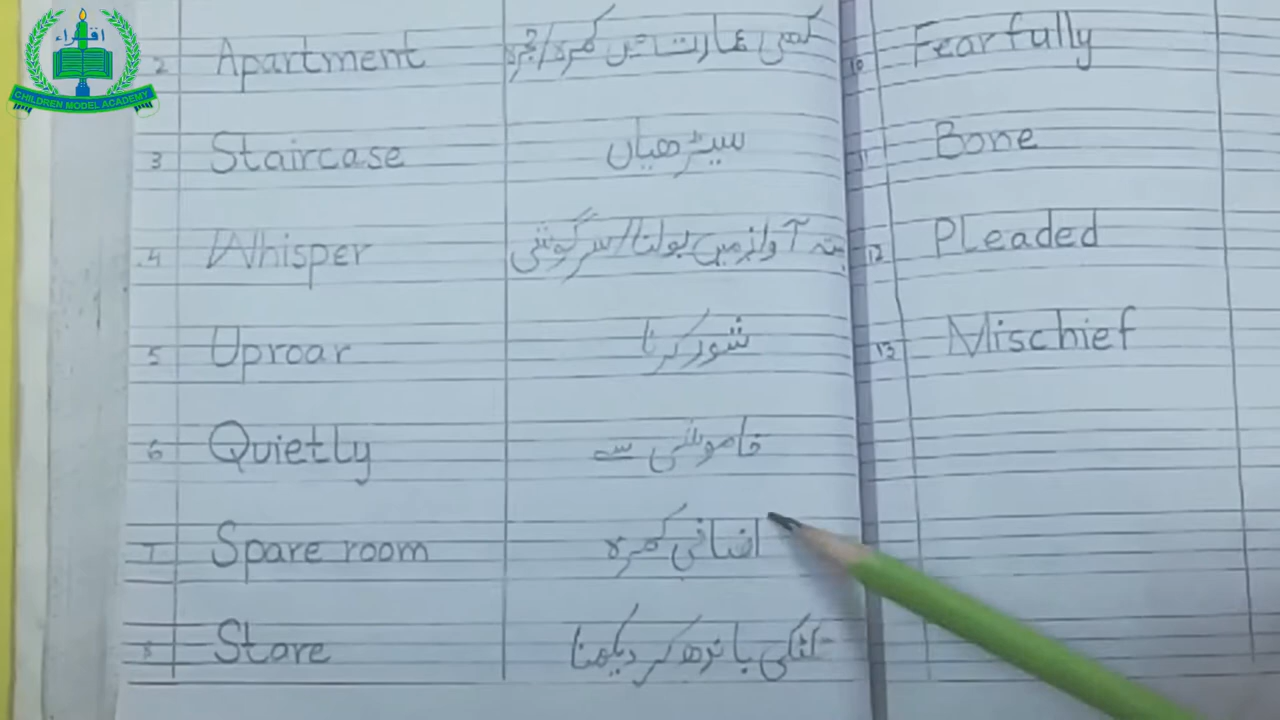 اقراء
CHILDREN MODEL ACADEMY
2 Apartment کسی عمارت میں کمرہ/حجرہ
3 Staircase سیڑھیاں
4 Whisper پست آواز میں بولنا/سرگوشی
5 Uproar شور کرنا
6 Quietly خاموشی سے
7 Spare room اضافی کمرہ
8 Stare ٹکٹکی باندھ کر دیکھنا
10 Fearfully
11 Bone
12 Pleaded
13 Mischief